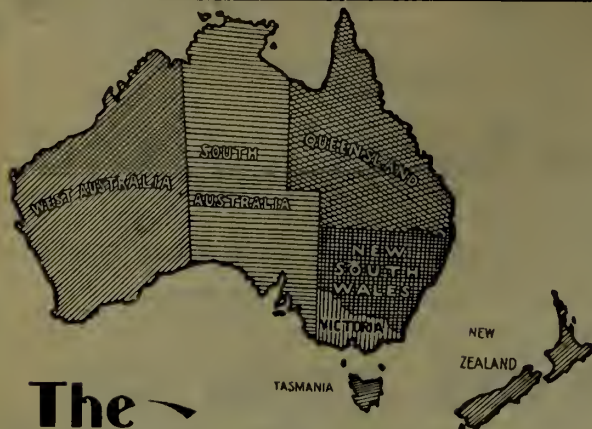 SOUTH
QUEENSLAND
WEST AUSTRALIA
AUSTRALIA
NEW
SOUTH
WALES
VICTORIA
NEW
ZEALAND
TASMANIA
The